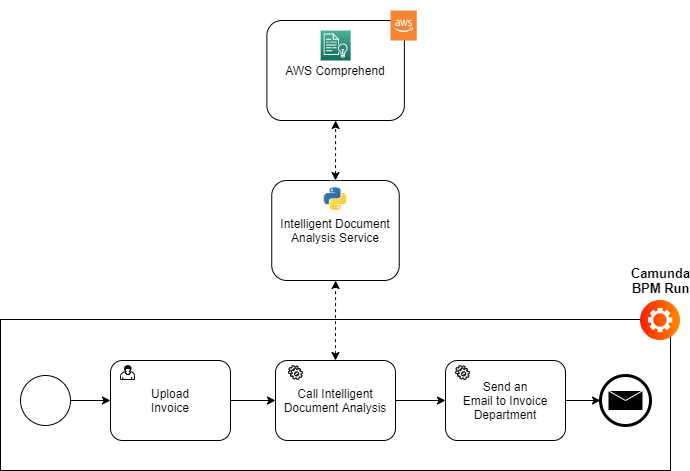 aws
AWS Comprehend
Intelligent Document
Analysis Service
Camunda
BPM Run
Upload
Invoice
Call Intelligent
Document Analysis
Send an
Email to Invoice
Department